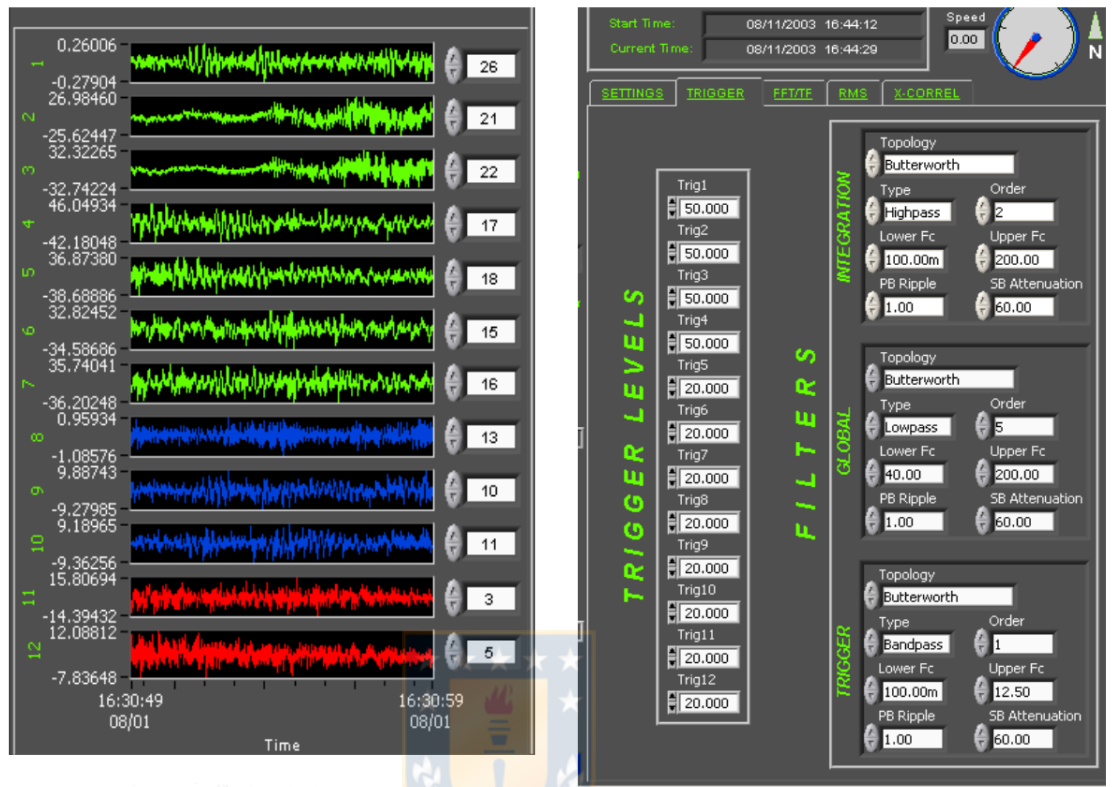 1
0.26006
-0.27904
26
2
26.98460
-25.62447
21
3
32.32265
-32.74224
22
4
46.04934
-42.18048
17
5
36.87380
-38.68886
18
6
32.82452
-34.58686
15
7
35.74041
-36.20248
16
8
0.95934
-1.08576
13
9
9.88743
-9.27985
10
10
9.18965
-9.36256
11
11
15.80694
-14.39432
3
12
12.08812
-7.83648
5
16:30:49 16:30:59
08/01 08/01
Time
Start Time: 08/11/2003 16:44:12
Current Time: 08/11/2003 16:44:29
Speed
0.00
N
SETTINGS TRIGGER FFT/TF RMS X-CORREL
TRIGGER LEVELS
Trig1
50.000
Trig2
50.000
Trig3
50.000
Trig4
50.000
Trig5
20.000
Trig6
20.000
Trig7
20.000
Trig8
20.000
Trig9
20.000
Trig10
20.000
Trig11
20.000
Trig12
20.000
FILTERS
INTEGRATION
Topology
Butterworth
Type Order
Highpass 2
Lower Fc Upper Fc
100.00m 200.00
PB Ripple SB Attenuation
1.00 60.00
GLOBAL
Topology
Butterworth
Type Order
Lowpass 5
Lower Fc Upper Fc
40.00 200.00
PB Ripple SB Attenuation
1.00 60.00
TRIGGER
Topology
Butterworth
Type Order
Bandpass 1
Lower Fc Upper Fc
100.00m 12.50
PB Ripple SB Attenuation
1.00 60.00